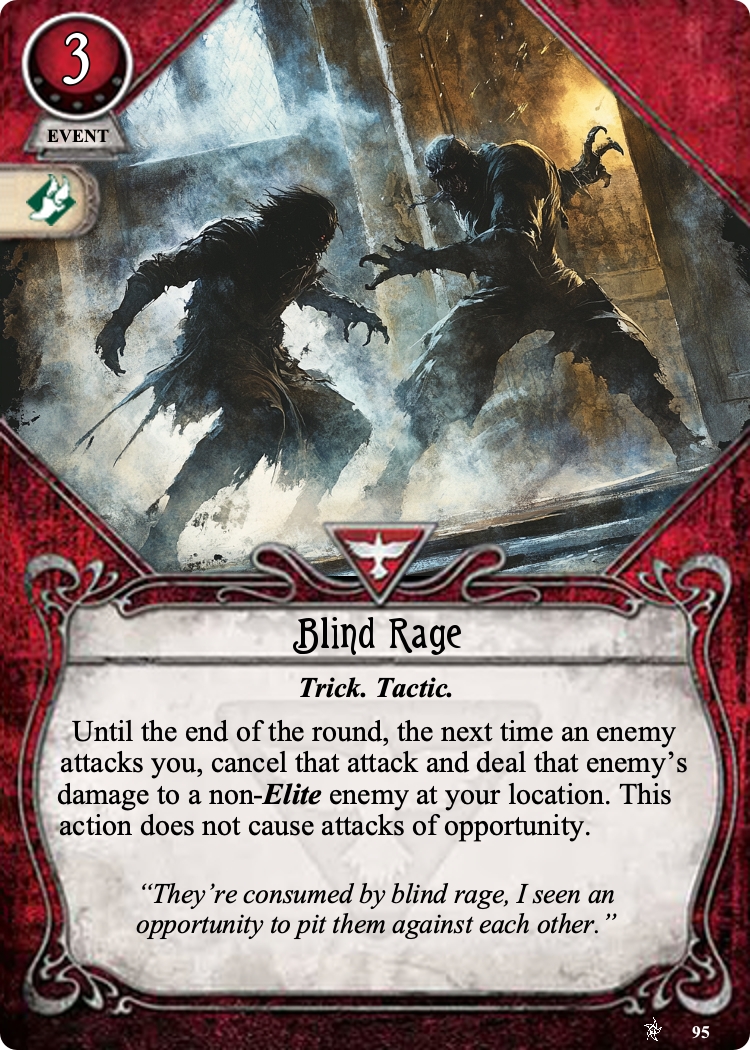 3
EVENT
Blind Rage
Trick. Tactic.
Until the end of the round, the next time an enemy
attacks you, cancel that attack and deal that enemy’s
damage to a non-Elite enemy at your location. This
action does not cause attacks of opportunity.
“They’re consumed by blind rage, I seen an
opportunity to pit them against each other.”
95